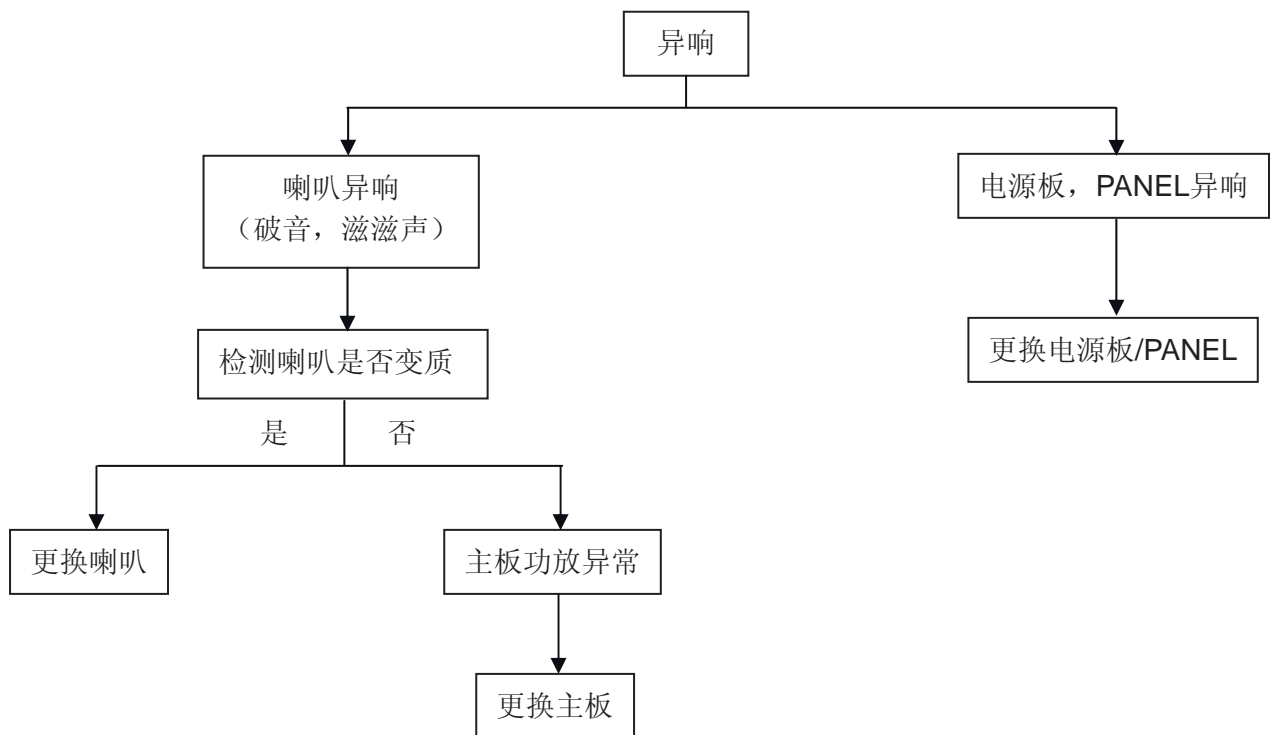 异响
喇叭异响
（破音，滋滋声）
电源板，PANEL异响
检测喇叭是否变质
更换电源板/PANEL
是
否
更换喇叭
主板功放异常
更换主板